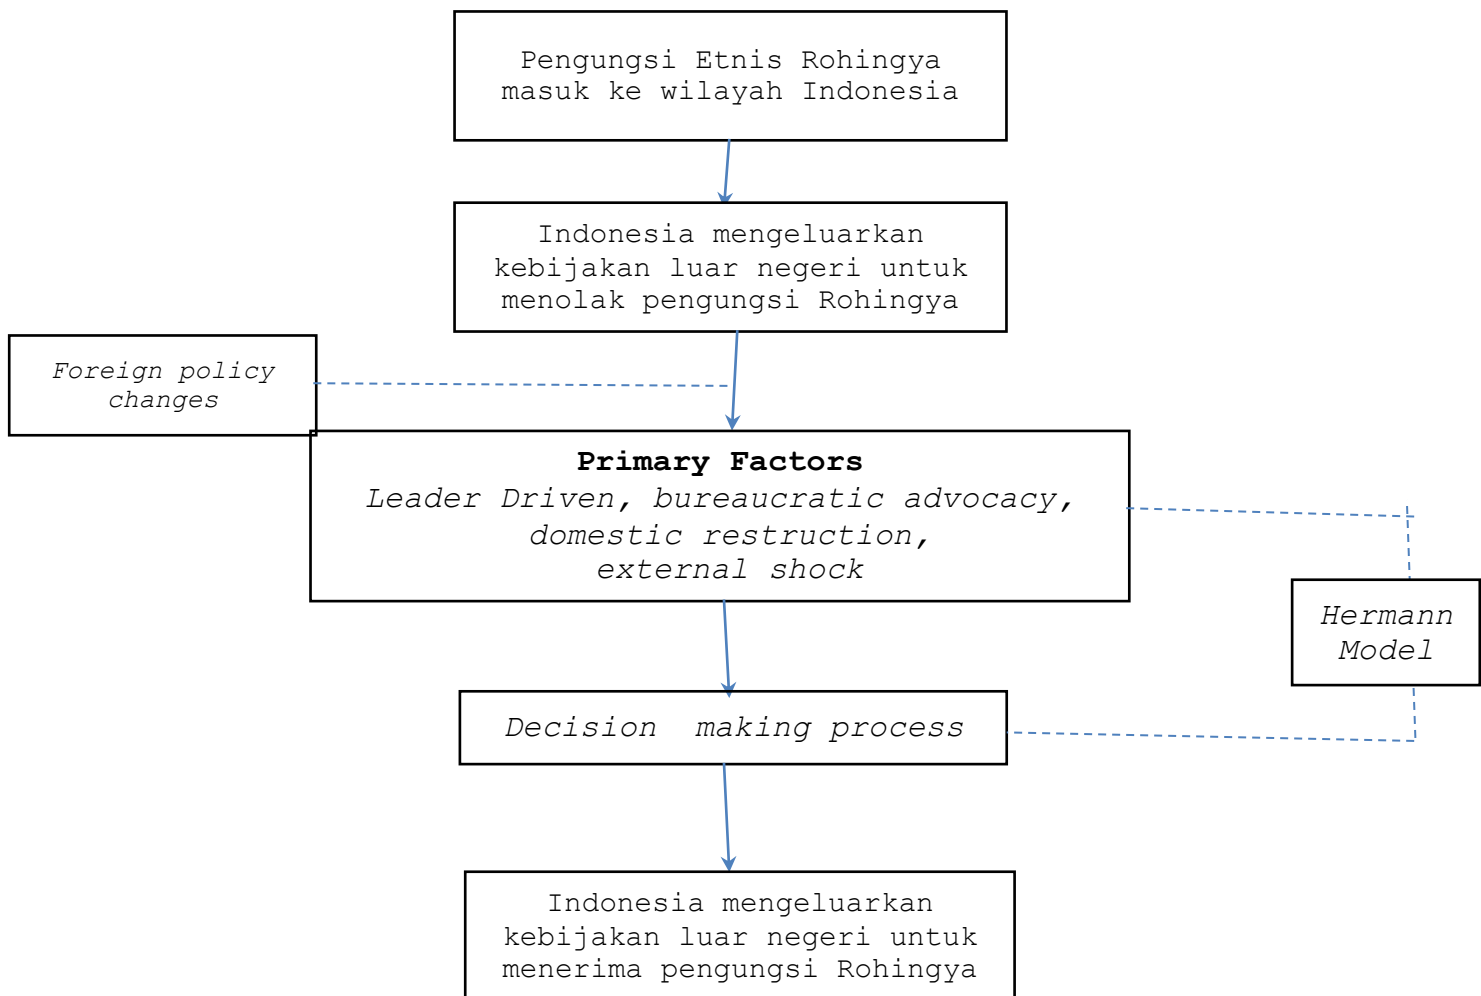 Pengungsi Etnis Rohingya
masuk ke wilayah Indonesia
Indonesia mengeluarkan
kebijakan luar negeri untuk
menolak pengungsi Rohingya
Foreign policy
changes
Primary Factors
Leader Driven, bureaucratic advocacy,
domestic restruction,
external shock
Hermann
Model
Decision making process
Indonesia mengeluarkan
kebijakan luar negeri untuk
menerima pengungsi Rohingya